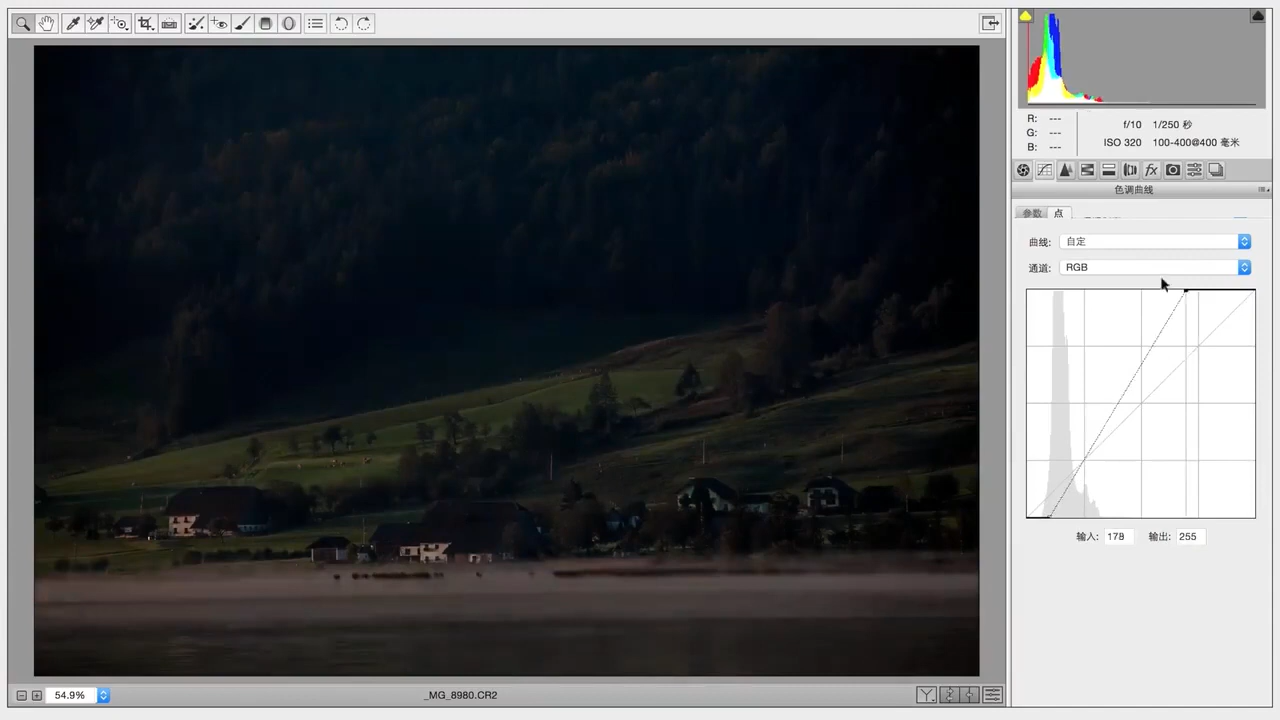 R: ---
G: ---
B: ---
f/10 1/250 秒
ISO 320 100-400@400 毫米
fx
色调曲线
参数 点
曲线: 自定
通道: RGB
输入: 178 输出: 255
54.9%
_MG_8980.CR2
Y